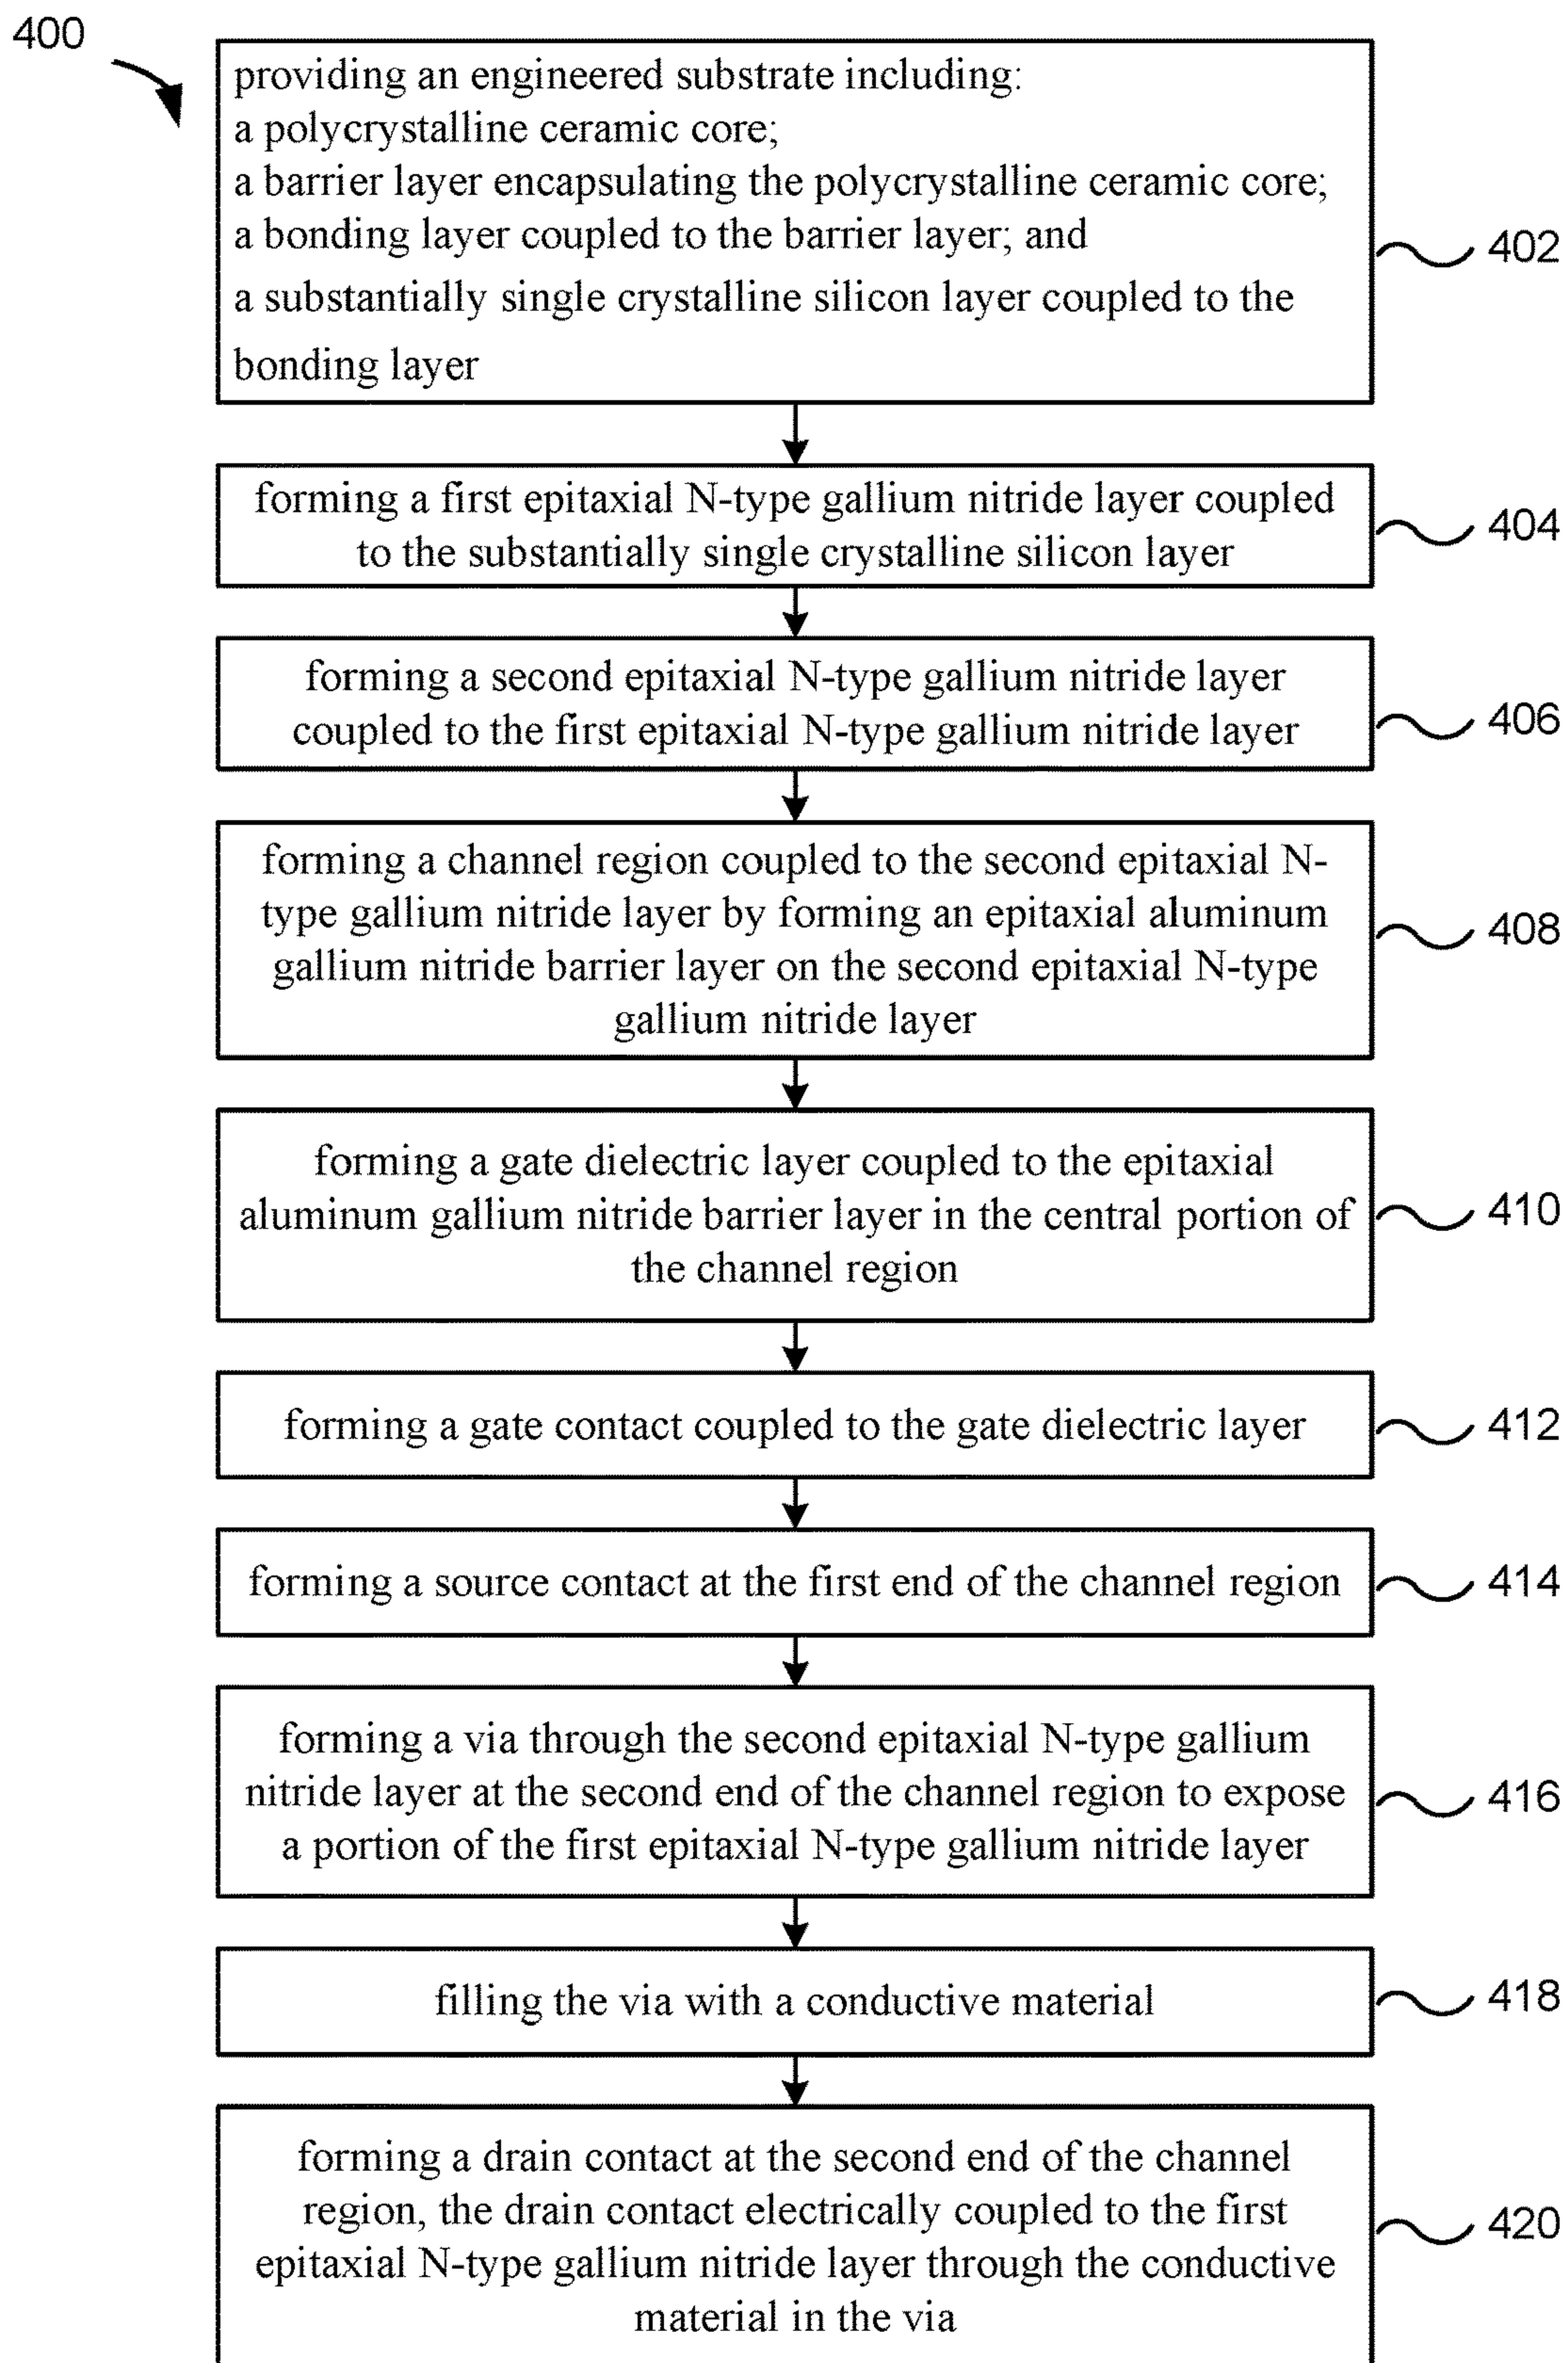 400
providing an engineered substrate including:
a polycrystalline ceramic core;
a barrier layer encapsulating the polycrystalline ceramic core;
a bonding layer coupled to the barrier layer; and
a substantially single crystalline silicon layer coupled to the
bonding layer
402
forming a first epitaxial N-type gallium nitride layer coupled
to the substantially single crystalline silicon layer
404
forming a second epitaxial N-type gallium nitride layer
coupled to the first epitaxial N-type gallium nitride layer
406
forming a channel region coupled to the second epitaxial N-
type gallium nitride layer by forming an epitaxial aluminum
gallium nitride barrier layer on the second epitaxial N-type
gallium nitride layer
408
forming a gate dielectric layer coupled to the epitaxial
aluminum gallium nitride barrier layer in the central portion of
the channel region
410
forming a gate contact coupled to the gate dielectric layer
412
forming a source contact at the first end of the channel region
414
forming a via through the second epitaxial N-type gallium
nitride layer at the second end of the channel region to expose
a portion of the first epitaxial N-type gallium nitride layer
416
filling the via with a conductive material
418
forming a drain contact at the second end of the channel
region, the drain contact electrically coupled to the first
epitaxial N-type gallium nitride layer through the conductive
material in the via
420